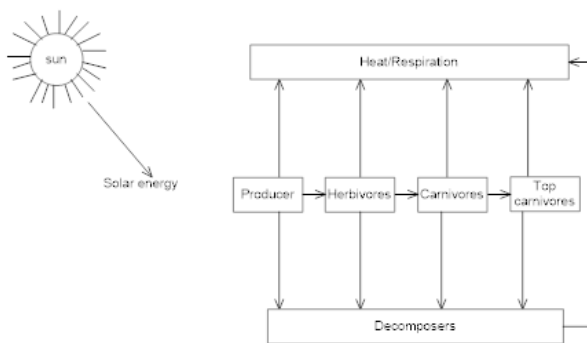 sun
Heat/Respiration
Solar energy
Producer
Herbivores
Carnivores
Top
carnivores
Decomposers